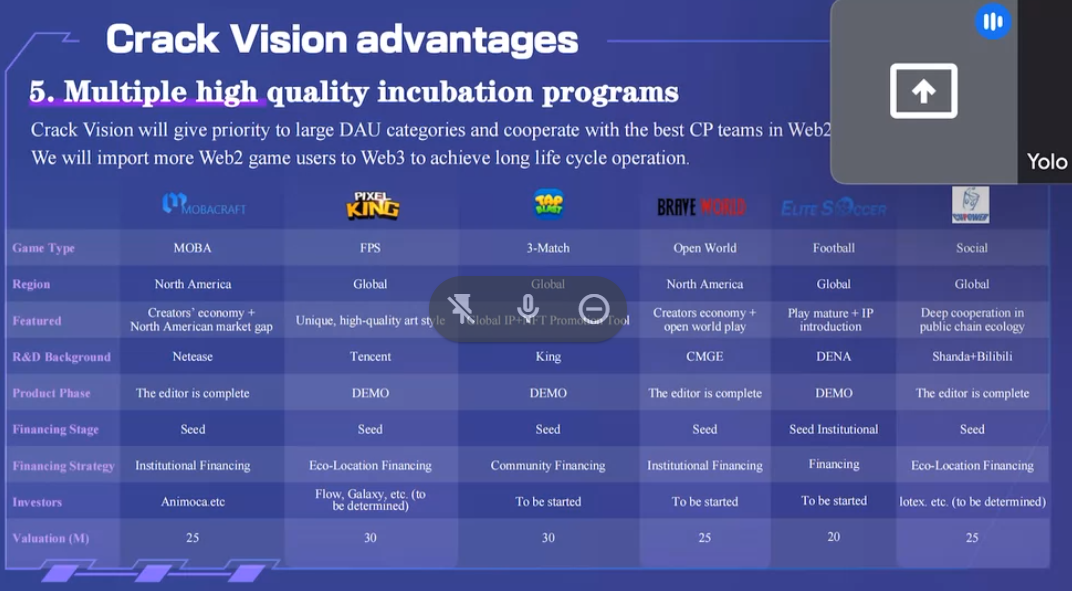 Crack Vision advantages
5. Multiple high quality incubation programs
Crack Vision will give priority to large DAU categories and cooperate with the best CP teams in Web2
We will import more Web2 game users to Web3 to achieve long life cycle operation.
Yolo
MOBACRAFT
PIXEL
KING
TAP
BLAST
BRAVE WORLD
ELITE SOCCER
Game Type
MOBA
FPS
3-Match
Open World
Football
Social
Region
North America
Global
Global
North America
Global
Global
Featured
Creators' economy +
North American market gap
Unique, high-quality art style
Global IP+NFT Promotion Tool
Creators economy +
open world play
Play mature + IP
introduction
Deep cooperation in
public chain ecology
R&D Background
Netease
Tencent
King
CMGE
DENA
Shanda+Bilibili
Product Phase
The editor is complete
DEMO
DEMO
The editor is complete
DEMO
The editor is complete
Financing Stage
Seed
Seed
Seed
Seed
Seed Institutional
Seed
Financing Strategy
Institutional Financing
Eco-Location Financing
Community Financing
Institutional Financing
Financing
Eco-Location Financing
Investors
Animoca.etc
Flow, Galaxy, etc. (to
be determined)
To be started
To be started
To be started
Iotex. etc. (to be determined)
Valuation (M)
25
30
30
25
20
25